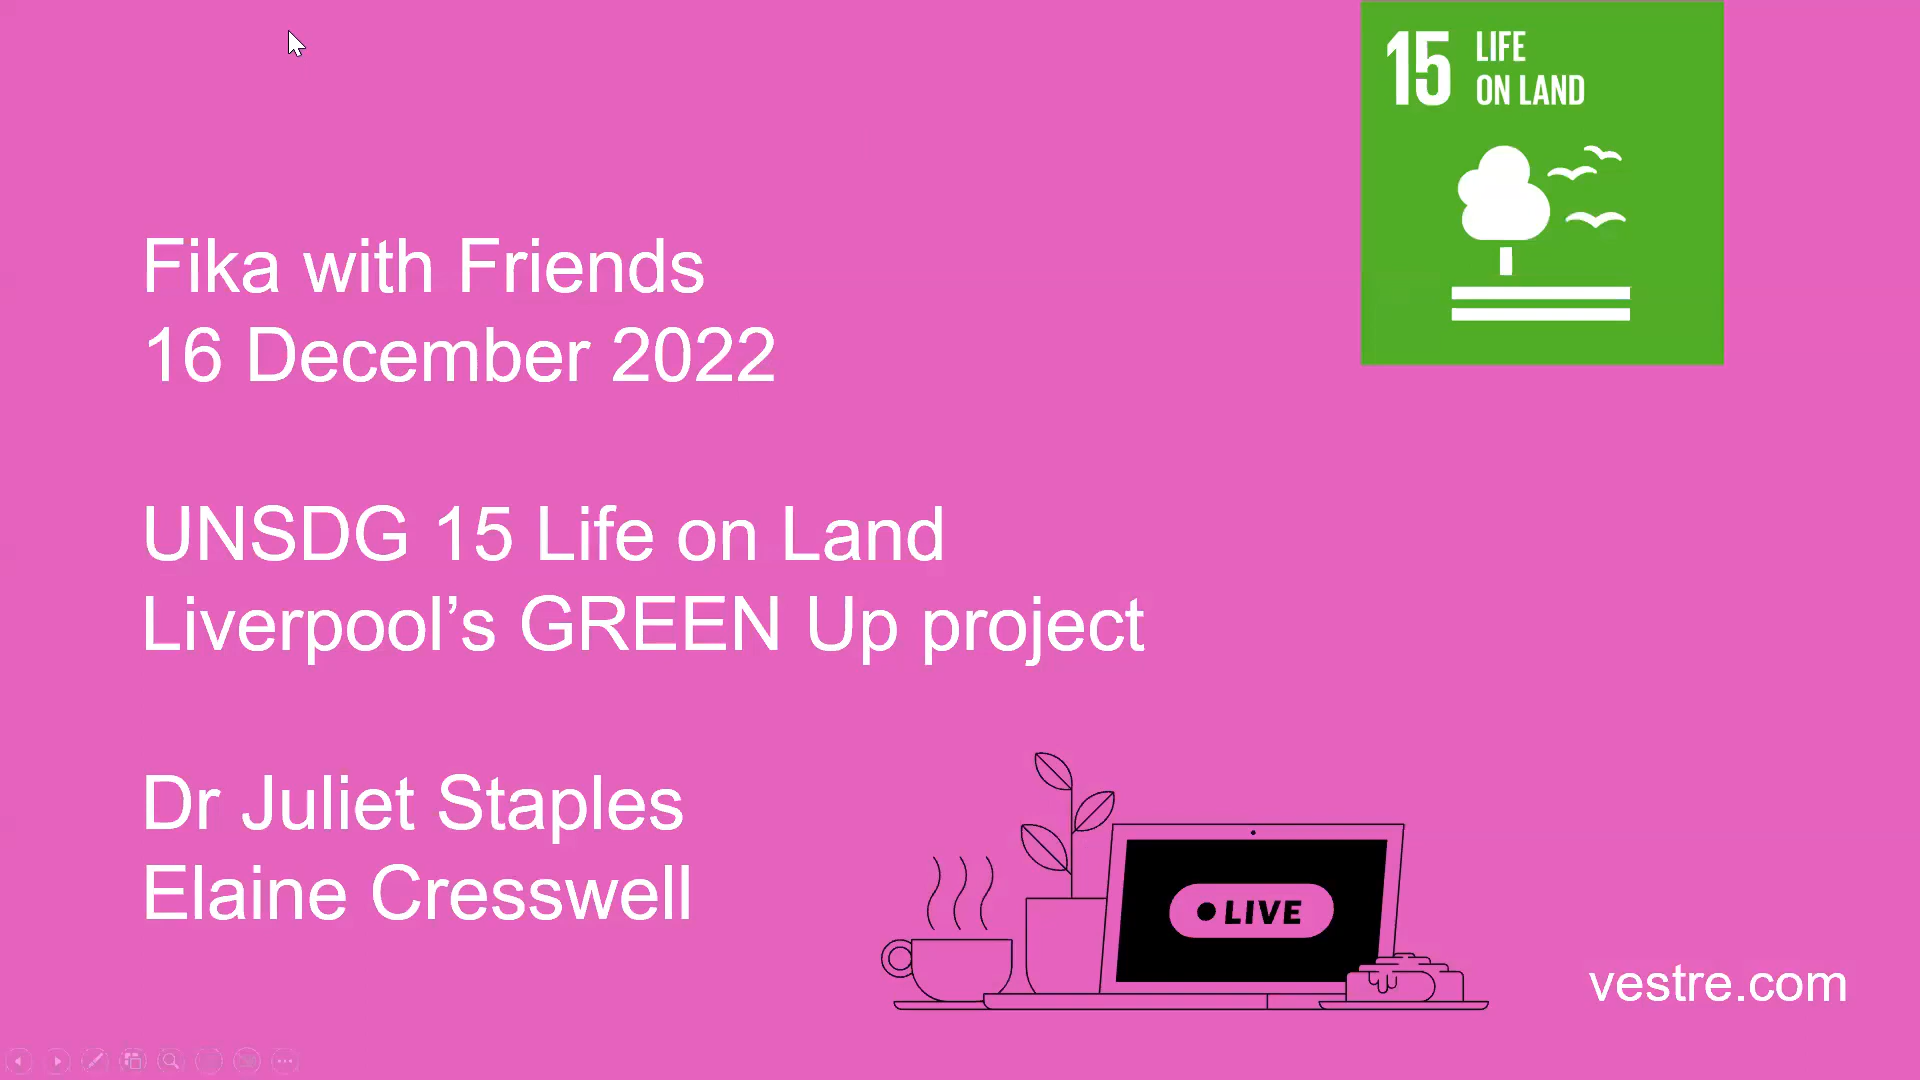 15 LIFE
ON LAND
Fika with Friends
16 December 2022
UNSDG 15 Life on Land
Liverpool’s GREEN Up project
Dr Juliet Staples
Elaine Cresswell
LIVE
vestre.com